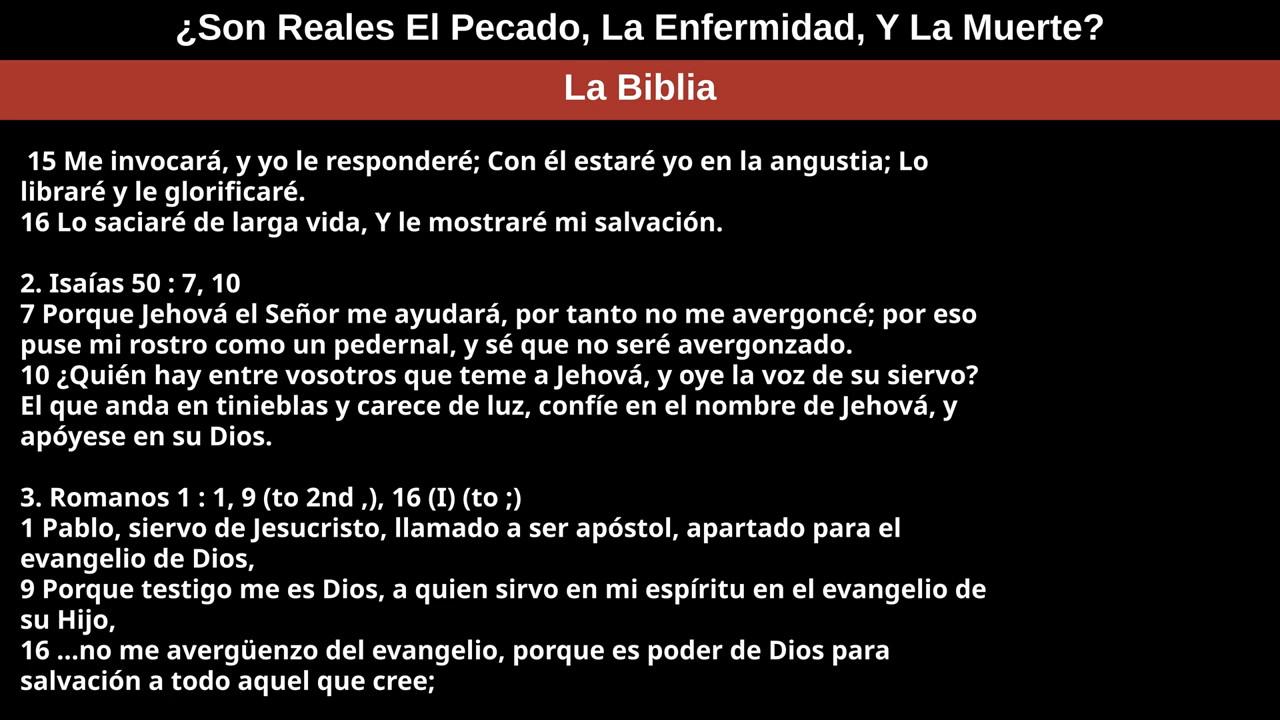 ¿Son Reales El Pecado, La Enfermidad, Y La Muerte?
La Biblia
15 Me invocará, y yo le responderé; Con él estaré yo en la angustia; Lo
libraré y le glorificaré.
16 Lo saciaré de larga vida, Y le mostraré mi salvación.
2. Isaías 50 : 7, 10
7 Porque Jehová el Señor me ayudará, por tanto no me avergoncé; por eso
puse mi rostro como un pedernal, y sé que no seré avergonzado.
10 ¿Quién hay entre vosotros que teme a Jehová, y oye la voz de su siervo?
El que anda en tinieblas y carece de luz, confíe en el nombre de Jehová, y
apóyese en su Dios.
3. Romanos 1 : 1, 9 (to 2nd ,), 16 (I) (to ;)
1 Pablo, siervo de Jesucristo, llamado a ser apóstol, apartado para el
evangelio de Dios,
9 Porque testigo me es Dios, a quien sirvo en mi espíritu en el evangelio de
su Hijo,
16 ...no me avergüenzo del evangelio, porque es poder de Dios para
salvación a todo aquel que cree;